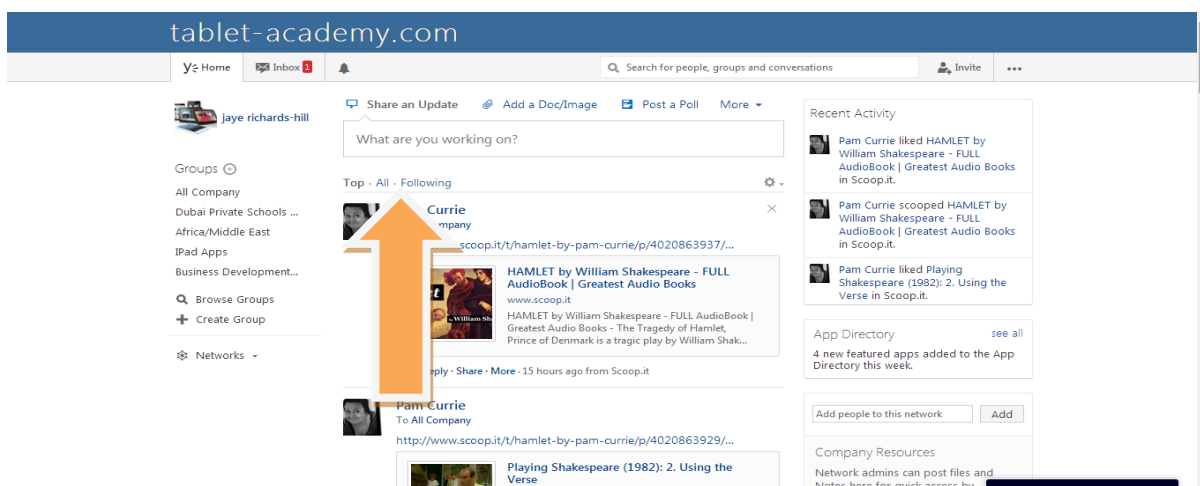 tablet-academy.com
Home
Inbox 1
Search for people, groups and conversations
Invite
jaye richards-hill
Groups
All Company
Dubai Private Schools ...
Africa/Middle East
IPad Apps
Business Development...
Browse Groups
Create Group
Networks
Share an Update
Add a Doc/Image
Post a Poll
More
What are you working on?
Top · All · Following
Currie
mpany
scoop.it/t/hamlet-by-pam-currie/p/4020863937/...
HAMLET by William Shakespeare - FULL
AudioBook | Greatest Audio Books
www.scoop.it
HAMLET by William Shakespeare - FULL AudioBook |
Greatest Audio Books - The Tragedy of Hamlet,
Prince of Denmark is a tragic play by William Shak...
eply · Share · More · 15 hours ago from Scoop.it
Pam Currie
To All Company
http://www.scoop.it/t/hamlet-by-pam-currie/p/4020863929/...
Playing Shakespeare (1982): 2. Using the
Verse
Recent Activity
Pam Currie liked HAMLET by
William Shakespeare - FULL
AudioBook | Greatest Audio Books
in Scoop.it.
Pam Currie scooped HAMLET by
William Shakespeare - FULL
AudioBook | Greatest Audio Books
in Scoop.it.
Pam Currie liked Playing
Shakespeare (1982): 2. Using the
Verse in Scoop.it.
App Directory
see all
4 new featured apps added to the App
Directory this week.
Add people to this network
Add
Company Resources
Network admins can post files and
Notes here for quick access by